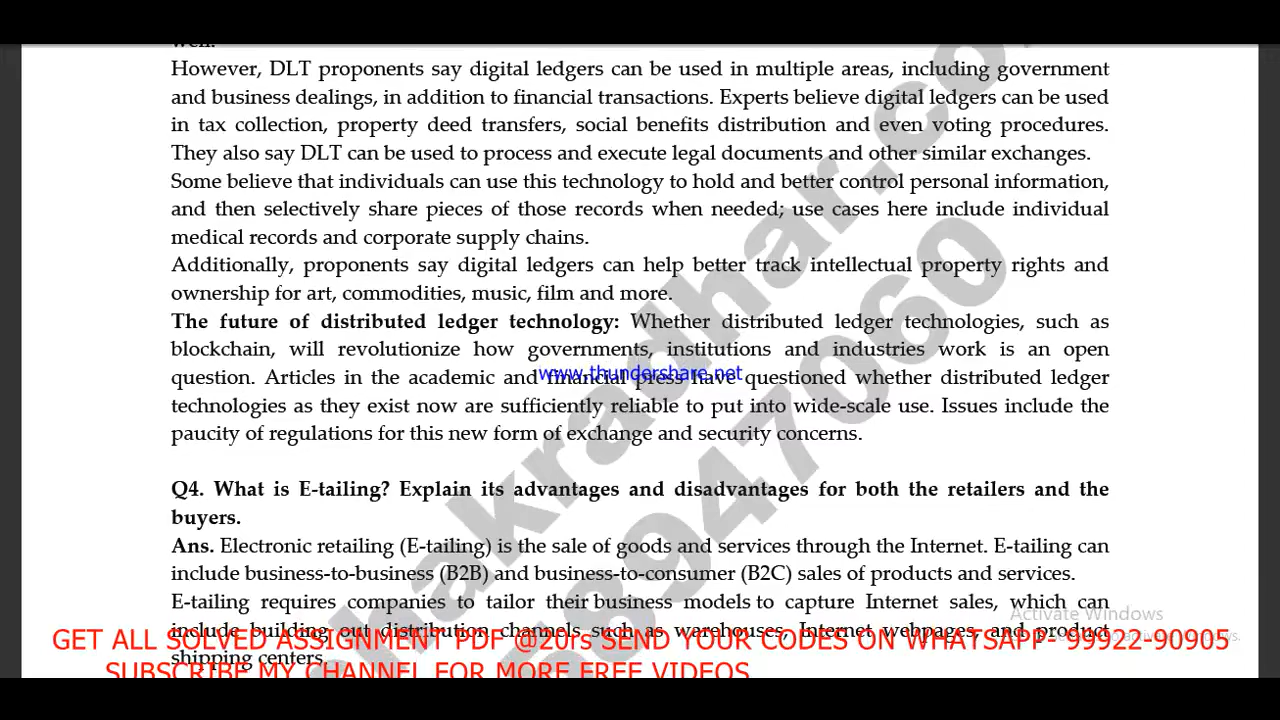 well.
However, DLT proponents say digital ledgers can be used in multiple areas, including government
and business dealings, in addition to financial transactions. Experts believe digital ledgers can be used
in tax collection, property deed transfers, social benefits distribution and even voting procedures.
They also say DLT can be used to process and execute legal documents and other similar exchanges.
Some believe that individuals can use this technology to hold and better control personal information,
and then selectively share pieces of those records when needed; use cases here include individual
medical records and corporate supply chains.
Additionally, proponents say digital ledgers can help better track intellectual property rights and
ownership for art, commodities, music, film and more.
The future of distributed ledger technology: Whether distributed ledger technologies, such as
blockchain, will revolutionize how governments, institutions and industries work is an open
question. Articles in the academic and financial press have questioned whether distributed ledger
www.thundershare.net
technologies as they exist now are sufficiently reliable to put into wide-scale use. Issues include the
paucity of regulations for this new form of exchange and security concerns.
Q4. What is E-tailing? Explain its advantages and disadvantages for both the retailers and the
buyers.
Ans. Electronic retailing (E-tailing) is the sale of goods and services through the Internet. E-tailing can
include business-to-business (B2B) and business-to-consumer (B2C) sales of products and services.
E-tailing requires companies to tailor their business models to capture Internet sales, which can
include building out distribution channels such as warehouses, Internet webpages, and product
shipping centers.
Activate Windows
GET ALL SOLVED ASSIGNMENT PDF @20rs SEND YOUR CODES ON WHATSAPP- 99922-90905
SUBSCRIBE MY CHANNEL FOR MORE FREE VIDEOS